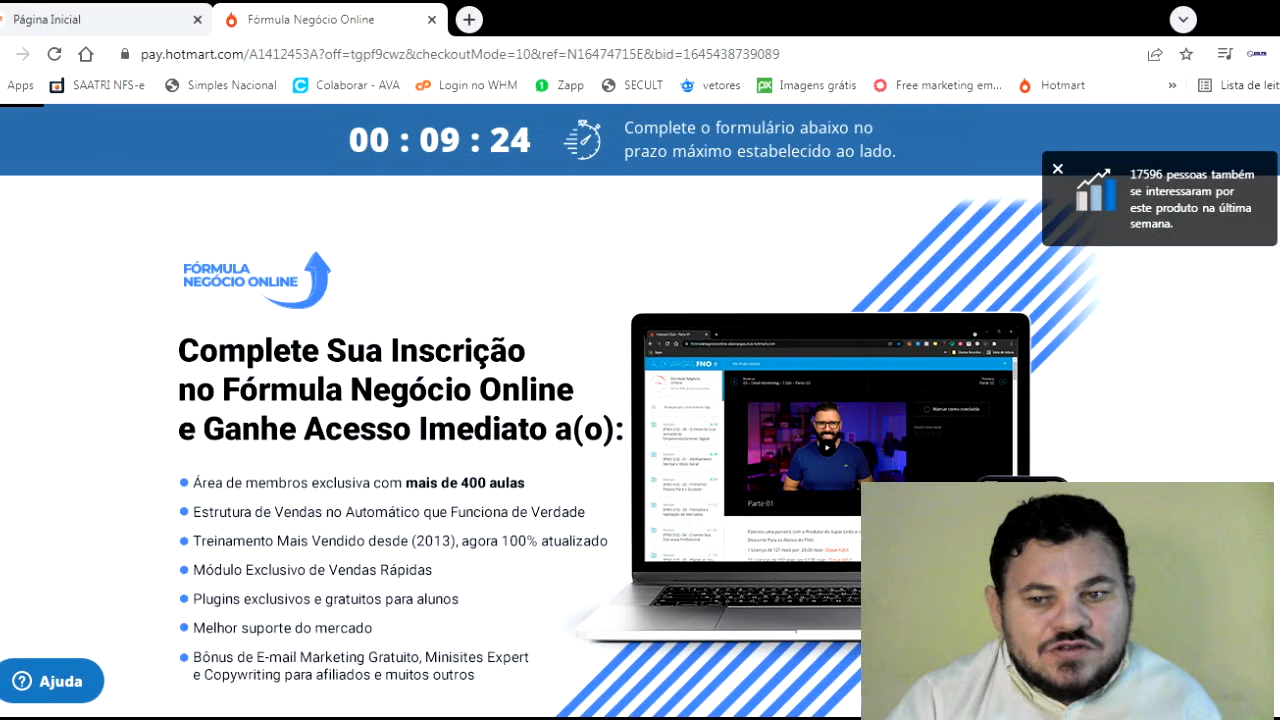 Página Inicial
Fórmula Negócio Online
pay.hotmart.com/A1412453A?off=tgpf9cwz&checkoutMode=10&ref=N16474715E&bid=1645438739089
Apps
SAATRI NFS-e
Simples Nacional
Colaborar - AVA
Login no WHM
Zapp
SECULT
vetores
Imagens grátis
Free marketing em...
Hotmart
»
Lista de leit
00 : 09 : 24
Complete o formulário abaixo no
prazo máximo estabelecido ao lado.
17596 pessoas também
se interessaram por
este produto na última
semana.
FÓRMULA
NEGÓCIO ONLINE
Complete Sua Inscrição
no Fórmula Negócio Online
e Ganhe Acesso Imediato a(o):
Área de membros exclusiva com mais de 400 aulas
Estrutura de Vendas no Automático que Funciona de Verdade
Treinamento Mais Vendido desde (2013), agora 100% atualizado
Módulo Exclusivo de Vendas Rápidas
Plugins exclusivos e gratuitos para alunos
Melhor suporte do mercado
Bônus de E-mail Marketing Gratuito, Minisites Expert
e Copywriting para afiliados e muitos outros
Marcar como concluída
Parte 01
Ajuda